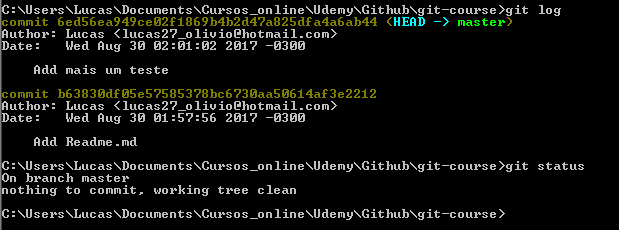 C:\Users\Lucas\Documents\Cursos_online\Udemy\Github\git-course>git log
commit 6ed56ea949ce02f1869b4b2d47a825dfa4a6ab44 (HEAD -> master)
Author: Lucas <lucas27_olivio@hotmail.com>
Date:   Wed Aug 30 02:01:02 2017 -0300
    Add mais um teste
commit b63830df05e57585378bc6730aa50614af3e2212
Author: Lucas <lucas27_olivio@hotmail.com>
Date:   Wed Aug 30 01:57:56 2017 -0300
    Add Readme.md
C:\Users\Lucas\Documents\Cursos_online\Udemy\Github\git-course>git status
On branch master
nothing to commit, working tree clean
C:\Users\Lucas\Documents\Cursos_online\Udemy\Github\git-course>